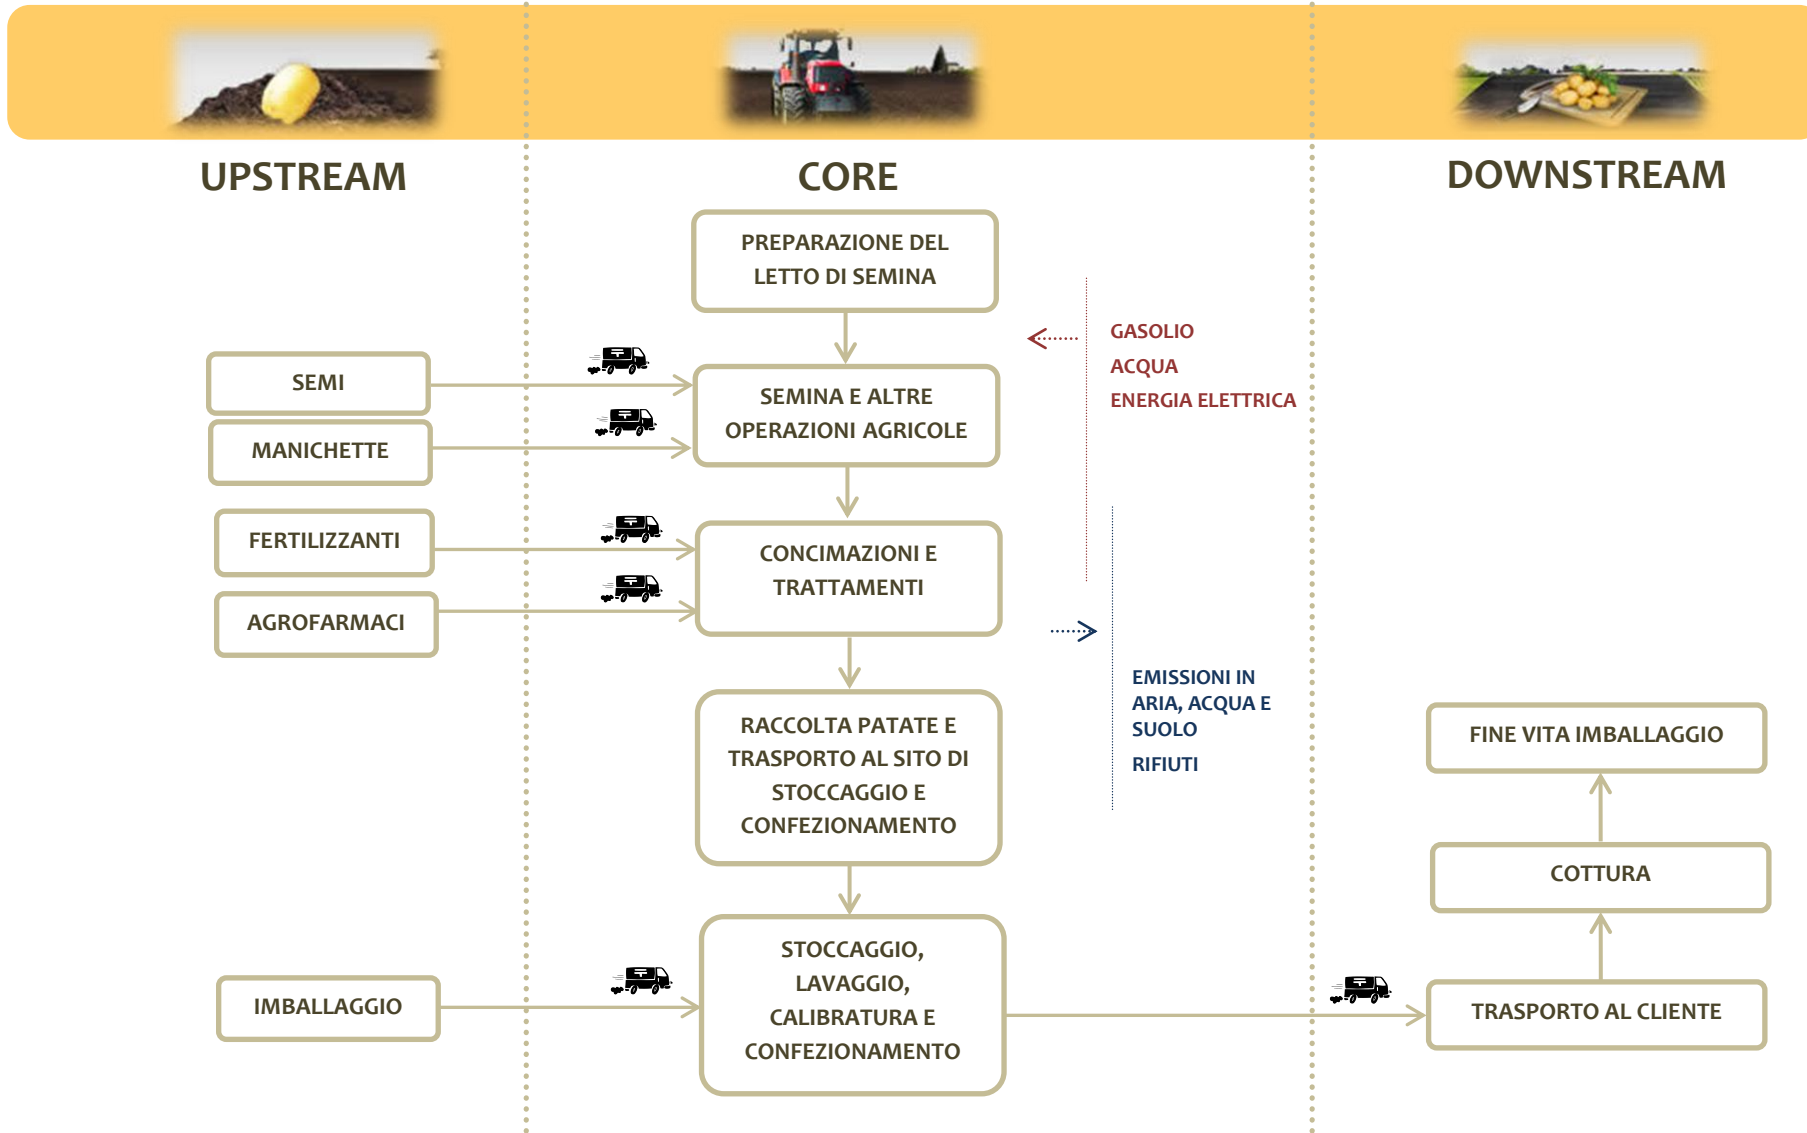 UPSTREAM
CORE
DOWNSTREAM
PREPARAZIONE DEL
LETTO DI SEMINA
SEMI
MANICHETTE
SEMINA E ALTRE
OPERAZIONI AGRICOLE
GASOLIO
ACQUA
ENERGIA ELETTRICA
FERTILIZZANTI
AGROFARMACI
CONCIMAZIONI E
TRATTAMENTI
EMISSIONI IN
ARIA, ACQUA E
SUOLO
RIFIUTI
RACCOLTA PATATE E
TRASPORTO AL SITO DI
STOCCAGGIO E
CONFEZIONAMENTO
FINE VITA IMBALLAGGIO
COTTURA
IMBALLAGGIO
STOCCAGGIO,
LAVAGGIO,
CALIBRATURA E
CONFEZIONAMENTO
TRASPORTO AL CLIENTE